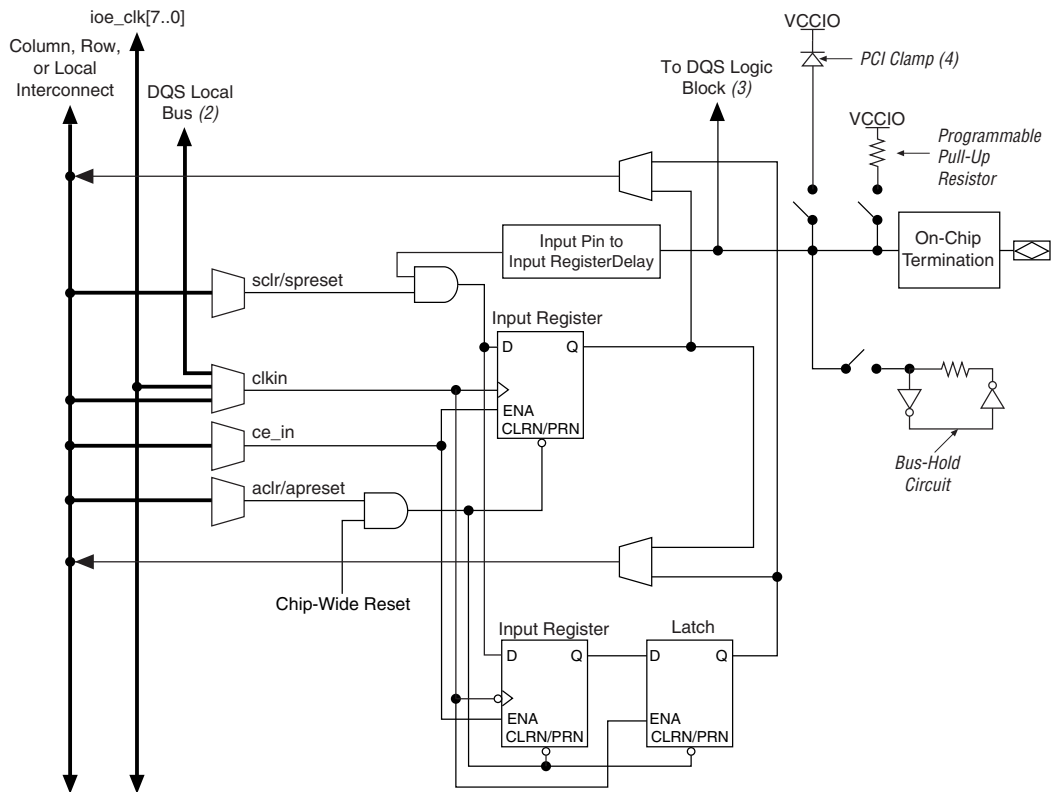 ioe_clk[7..0]
Column, Row,
or Local
Interconnect
DQS Local
Bus (2)
To DQS Logic
Block (3)
VCCIO
PCI Clamp (4)
VCCIO
Programmable
Pull-Up
Resistor
Input Pin to
Input RegisterDelay
On-Chip
Termination
sclr/spreset
Input Register
D
Q
clkin
ENA
CLRN/PRN
ce_in
aclr/apreset
Bus-Hold
Circuit
Chip-Wide Reset
Input Register
D
Q
ENA
CLRN/PRN
Latch
D
Q
ENA
CLRN/PRN